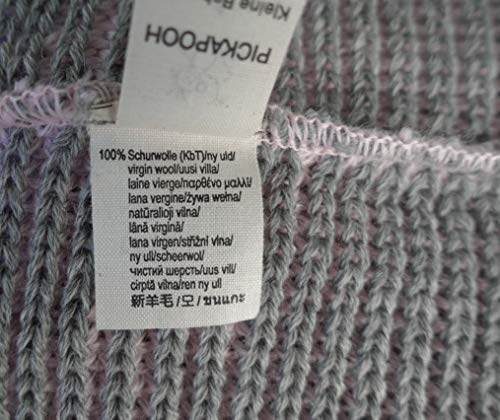 Kleine
PICKAPOOH
100% Schurwolle (KbT)/ny uld/
virgin wool/uusi villa/
laine vierge/παρθένο μαλλί/
lana vergine/żywa wełna/
natūralioji vilna/
lână virgină/
lana virgen/střižní vlna/
ny ull/scheerwol/
чистий шерсть/uus vill/
cirptā vilna/ren ny ull
新羊毛/모/ขนแกะ